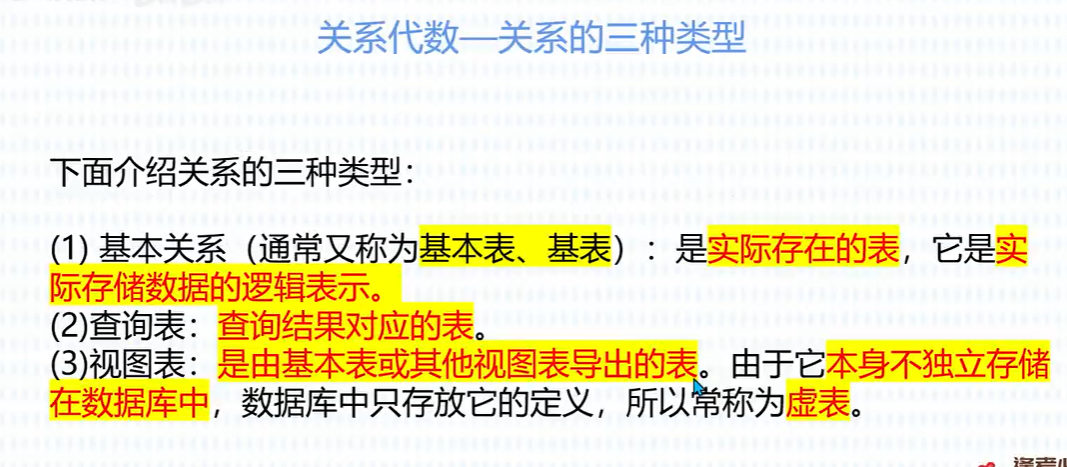 关系代数—关系的三种类型
下面介绍关系的三种类型：
(1) 基本关系（通常又称为基本表、基表）：是实际存在的表，它是实
际存储数据的逻辑表示。
(2)查询表：查询结果对应的表。
(3)视图表：是由基本表或其他视图表导出的表。由于它本身不独立存储
在数据库中，数据库中只存放它的定义，所以常称为虚表。